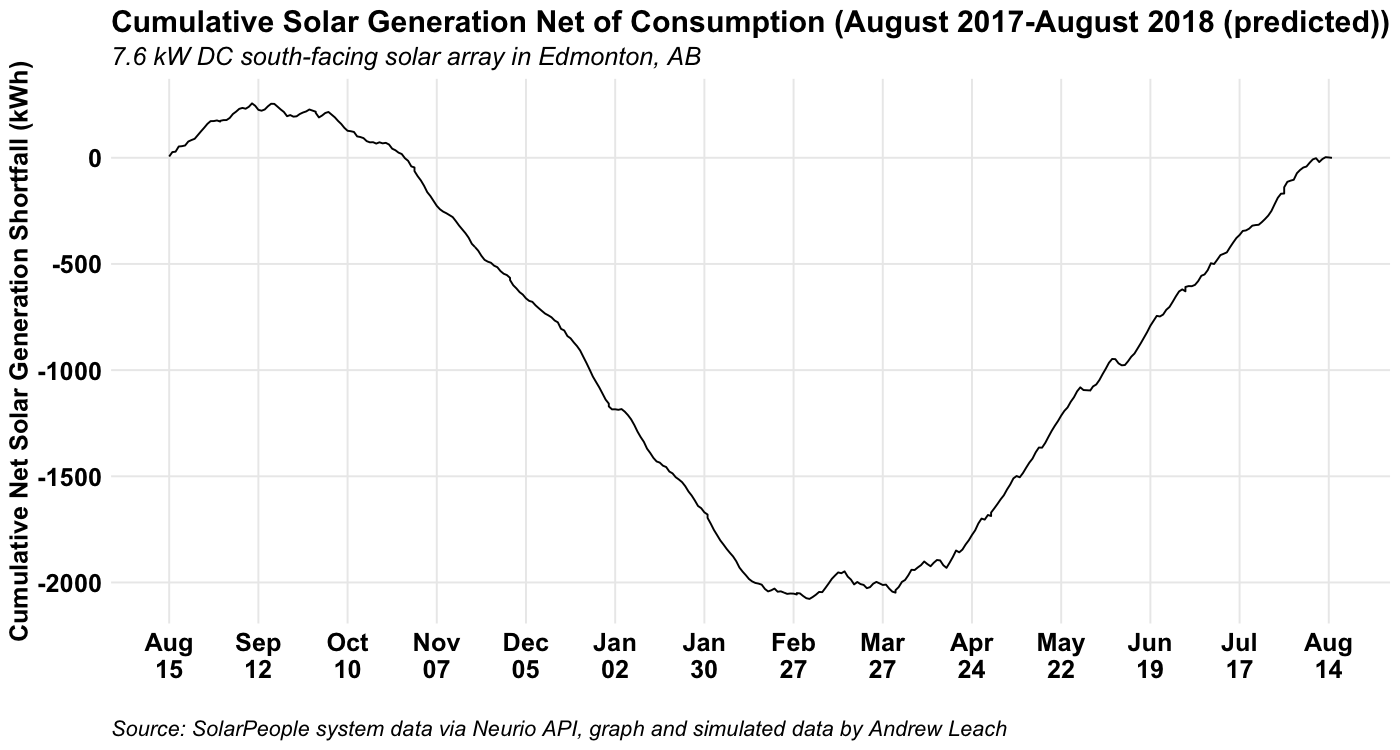 Cumulative Solar Generation Net of Consumption (August 2017-August 2018 (predicted))
7.6 kW DC south-facing solar array in Edmonton, AB
Cumulative Net Solar Generation Shortfall (kWh)
0
-500
-1000
-1500
-2000
Aug Sep Oct Nov Dec Jan Jan Feb Mar Apr May Jun Jul Aug
15 12 10 07 05 02 30 27 27 24 22 19 17 14
Source: SolarPeople system data via Neurio API, graph and simulated data by Andrew Leach